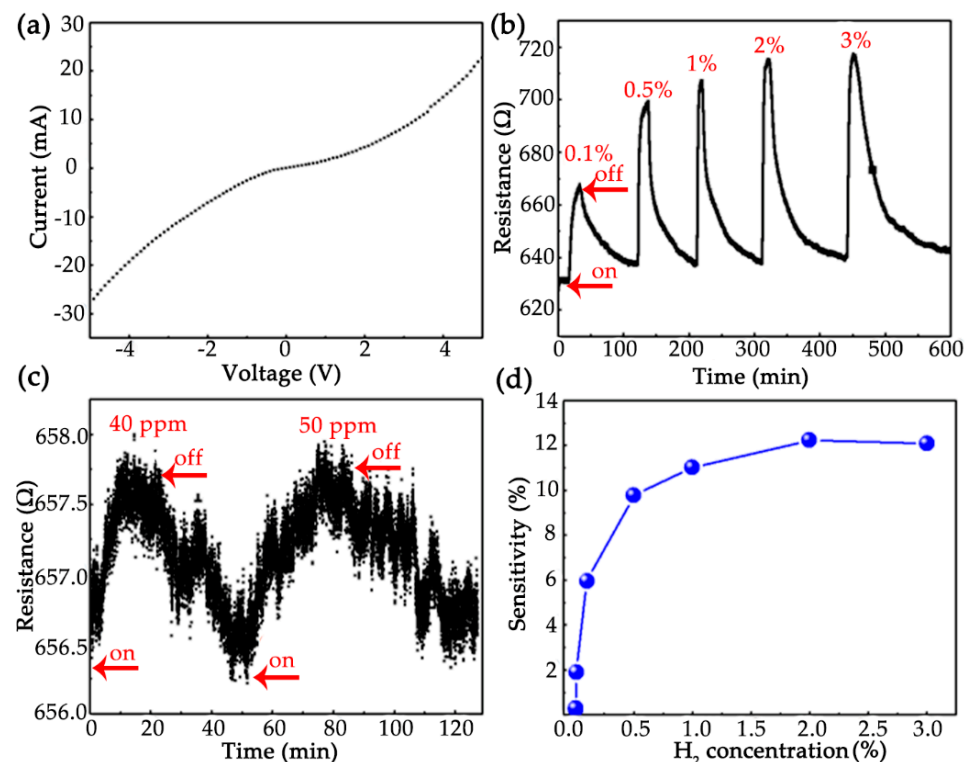 (a)
30
20
10
0
-10
-20
-30
Current (mA)
-4
-2
0
2
4
Voltage (V)
(b)
720
700
680
660
640
620
Resistance (Ω)
0.1%
0.5%
1%
2%
3%
off
on
0
100
200
300
400
500
600
Time (min)
(c)
658.0
657.5
657.0
656.5
656.0
Resistance (Ω)
40 ppm
50 ppm
off
off
on
on
0
20
40
60
80
100
120
Time (min)
(d)
14
12
10
8
6
4
2
Sensitivity (%)
0.0
0.5
1.0
2.0
3.0
H₂ concentration (%)